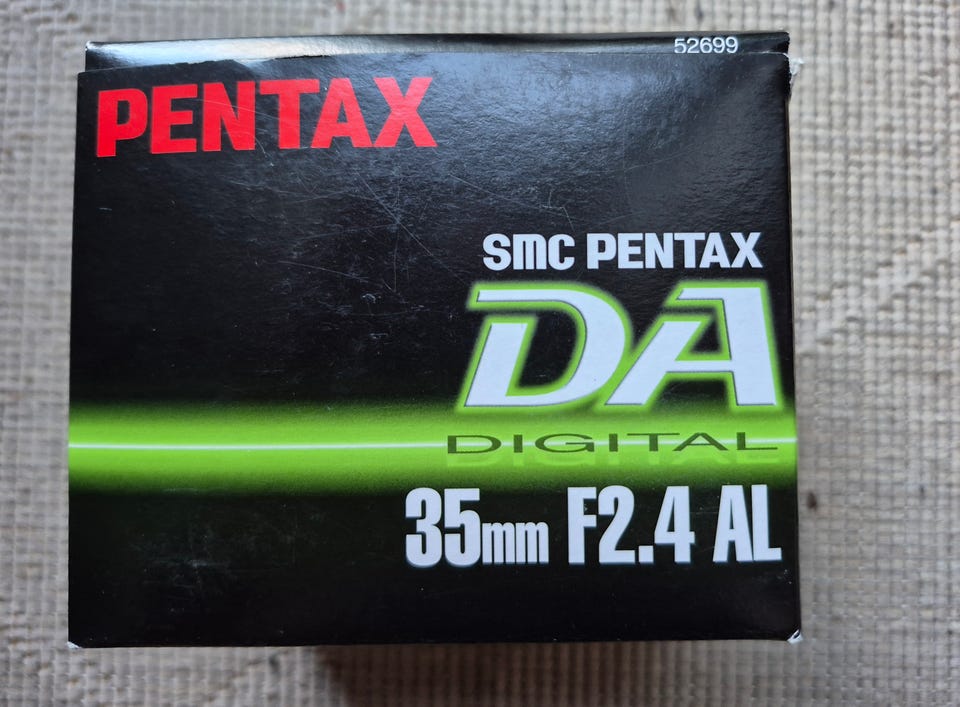 52699
PENTAX
smc PENTAX
DA
DIGITAL
35mm F2.4 AL